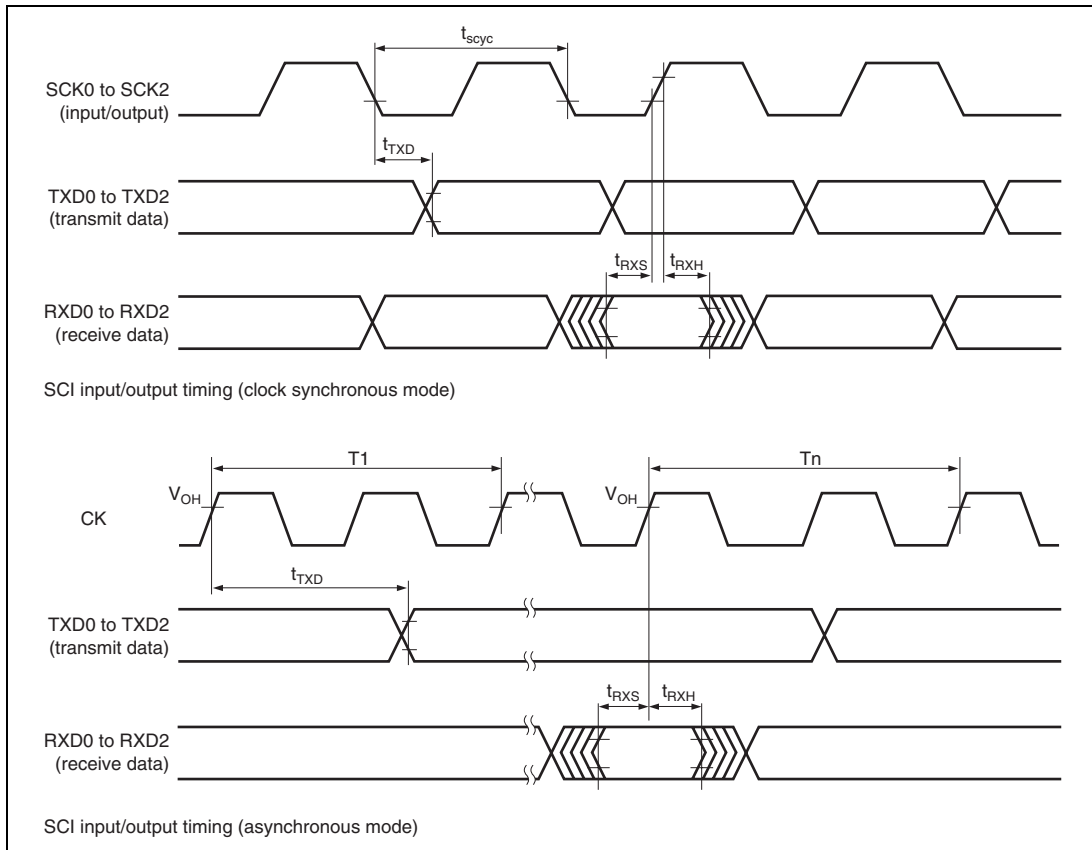 tscyc
SCK0 to SCK2
(input/output)
tTXD
TXD0 to TXD2
(transmit data)
tRXS tRXH
RXD0 to RXD2
(receive data)
SCI input/output timing (clock synchronous mode)
T1 Tn
VOH VOH
CK
tTXD
TXD0 to TXD2
(transmit data)
tRXS tRXH
RXD0 to RXD2
(receive data)
SCI input/output timing (asynchronous mode)